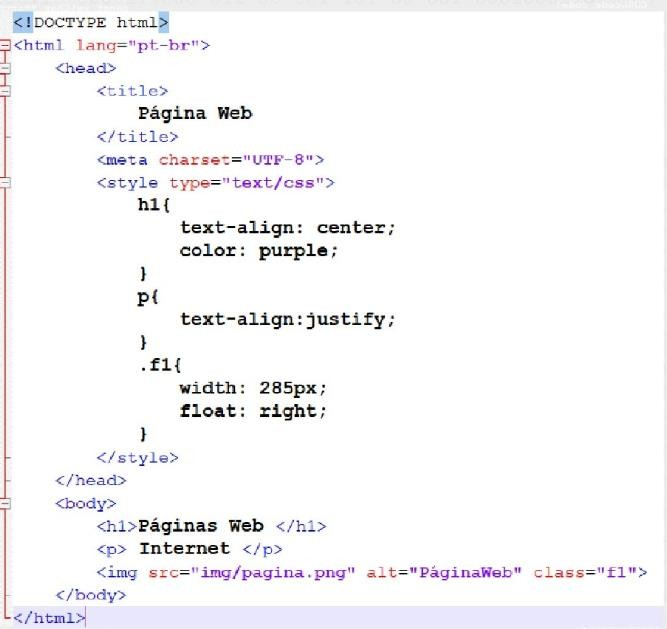 <!DOCTYPE html>
<html lang="pt-br">
<head>
<title>
Página Web
</title>
<meta charset="UTF-8">
<style type="text/css">
h1{
text-align: center;
color: purple;
}
p{
text-align:justify;
}
.f1{
width: 285px;
float: right;
}
</style>
</head>
<body>
<h1>Páginas Web </h1>
<p> Internet </p>
<img src="img/pagina.png" alt="PáginaWeb" class="f1">
</body>
</html>